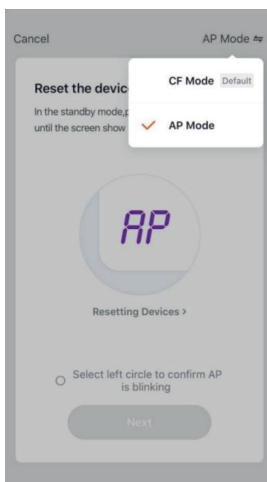 Cancel
AP Mode ⇋
CF Mode Default
AP Mode
Reset the devic
In the standby mode,p
until the screen show
AP
Resetting Devices >
Select left circle to confirm AP
is blinking
Next